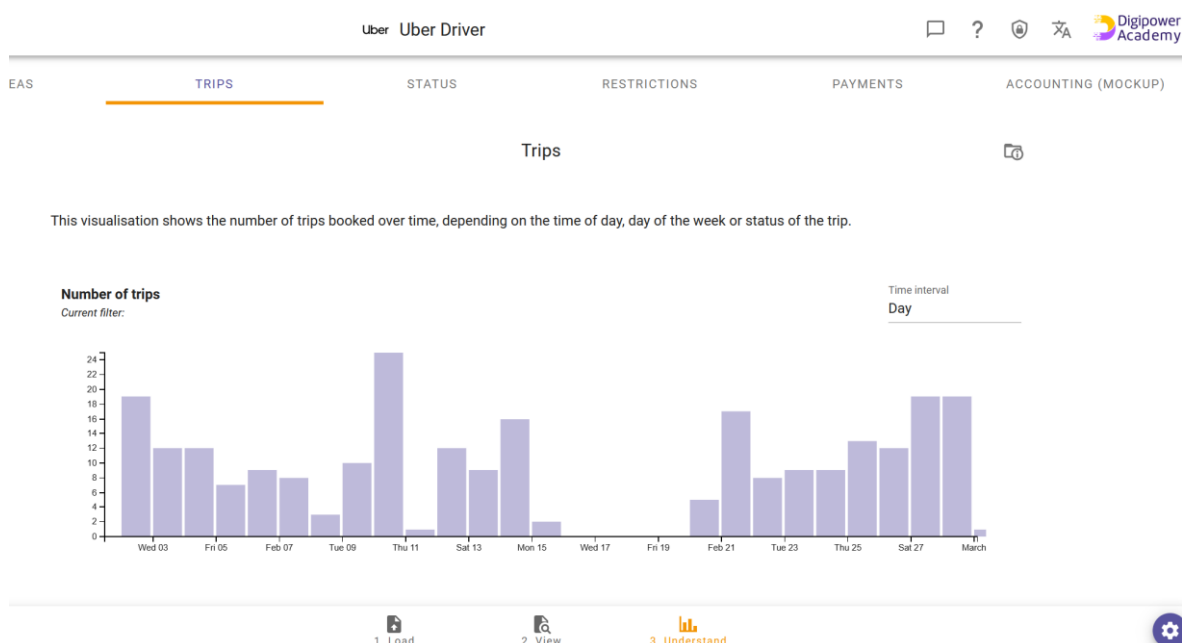 Uber Uber Driver
Digipower
Academy
EAS TRIPS STATUS RESTRICTIONS PAYMENTS ACCOUNTING (MOCKUP)
Trips
This visualisation shows the number of trips booked over time, depending on the time of day, day of the week or status of the trip.
Number of trips
Current filter:
Time interval
Day
24
22
20
18
16
14
12
10
8
6
4
2
0
Wed 03 Fri 05 Feb 07 Tue 09 Thu 11 Sat 13 Mon 15 Wed 17 Fri 19 Feb 21 Tue 23 Thu 25 Sat 27 March
1. Load 2. View 3. Understand